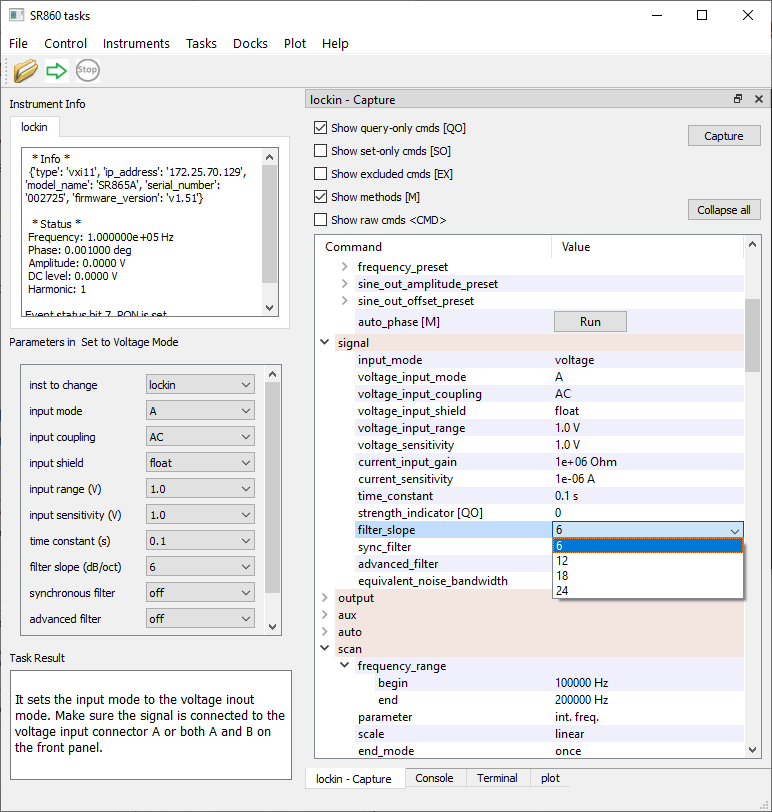 SR860 tasks
File Control Instruments Tasks Docks Plot Help
Stop
Instrument Info
lockin
* Info *
{'type': 'vxi11', 'ip_address': '172.25.70.129',
'model_name': 'SR865A', 'serial_number':
'002725', 'firmware_version': 'v1.51'}
* Status *
Frequency: 1.000000e+05 Hz
Phase: 0.001000 deg
Amplitude: 0.0000 V
DC level: 0.0000 V
Harmonic: 1
Event status bit 7, PON is set
Parameters in Set to Voltage Mode
inst to change lockin
input mode A
input coupling AC
input shield float
input range (V) 1.0
input sensitivity (V) 1.0
time constant (s) 0.1
filter slope (dB/oct) 6
synchronous filter off
advanced filter off
Task Result
It sets the input mode to the voltage inout
mode. Make sure the signal is connected to the
voltage input connector A or both A and B on
the front panel.
lockin - Capture
Show query-only cmds [QO]
Capture
Show set-only cmds [SO]
Show excluded cmds [EX]
Show methods [M]
Collapse all
Show raw cmds <CMD>
Command Value
frequency_preset
sine_out_amplitude_preset
sine_out_offset_preset
auto_phase [M] Run
signal
input_mode voltage
voltage_input_mode A
voltage_input_coupling AC
voltage_input_shield float
voltage_input_range 1.0 V
voltage_sensitivity 1.0 V
current_input_gain 1e+06 Ohm
current_sensitivity 1e-06 A
time_constant 0.1 s
strength_indicator [QO] 0
filter_slope 6
sync_filter 6
advanced_filter 12
18
equivalent_noise_bandwidth 24
output
aux
auto
scan
frequency_range
begin 100000 Hz
end 200000 Hz
parameter int. freq.
scale linear
end_mode once
lockin - Capture Console Terminal plot